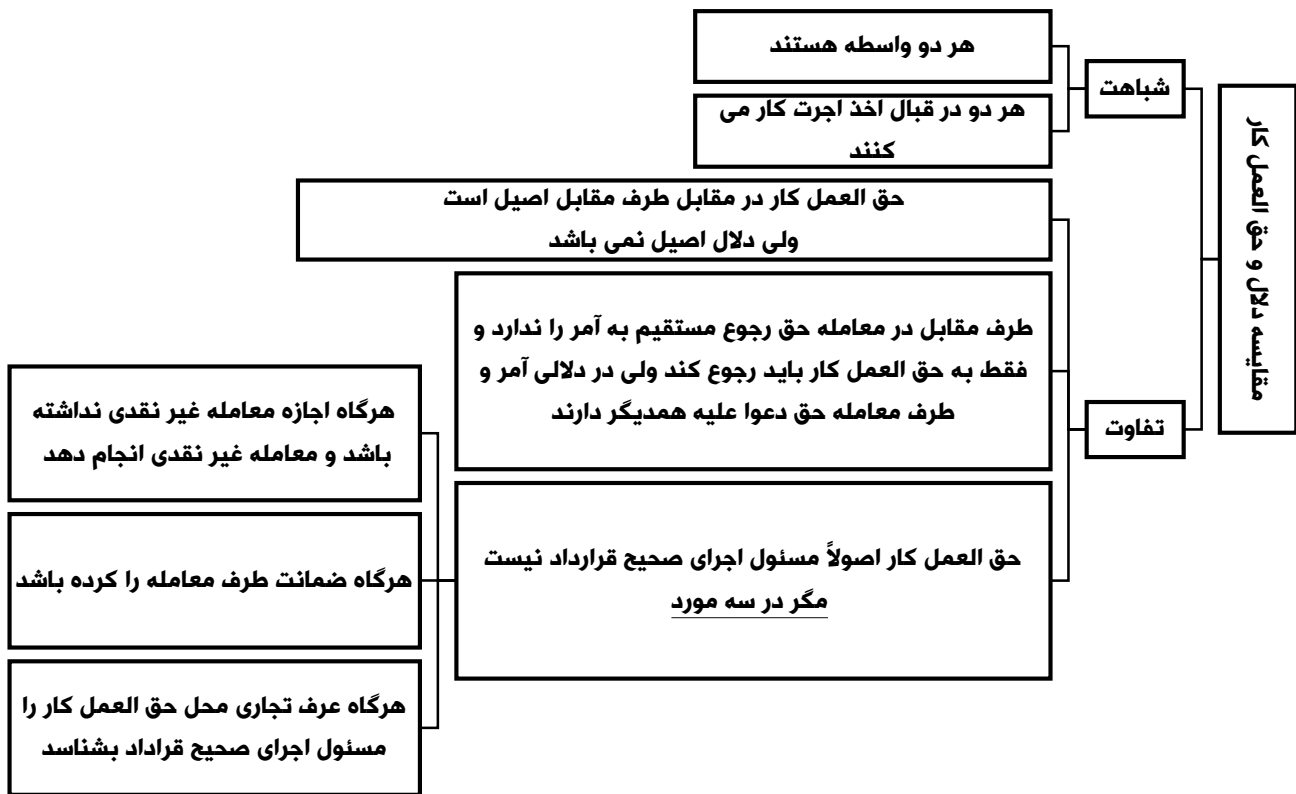 مقایسه دلال و حق العمل کار
شباهت
هر دو واسطه هستند
هر دو در قبال اخذ اجرت کار می
کنند
تفاوت
حق العمل کار در مقابل طرف مقابل اصیل است
ولی دلال اصیل نمی باشد
طرف مقابل در معامله حق رجوع مستقیم به آمر را ندارد و
فقط به حق العمل کار باید رجوع کند ولی در دلالی آمر و
طرف معامله حق دعوا علیه همدیگر دارند
حق العمل کار اصولاً مسئول اجرای صحیح قرارداد نیست
مگر در سه مورد
هرگاه اجازه معامله غیر نقدی نداشته
باشد و معامله غیر نقدی انجام دهد
هرگاه ضمانت طرف معامله را کرده باشد
هرگاه عرف تجاری محل حق العمل کار را
مسئول اجرای صحیح قراداد بشناسد